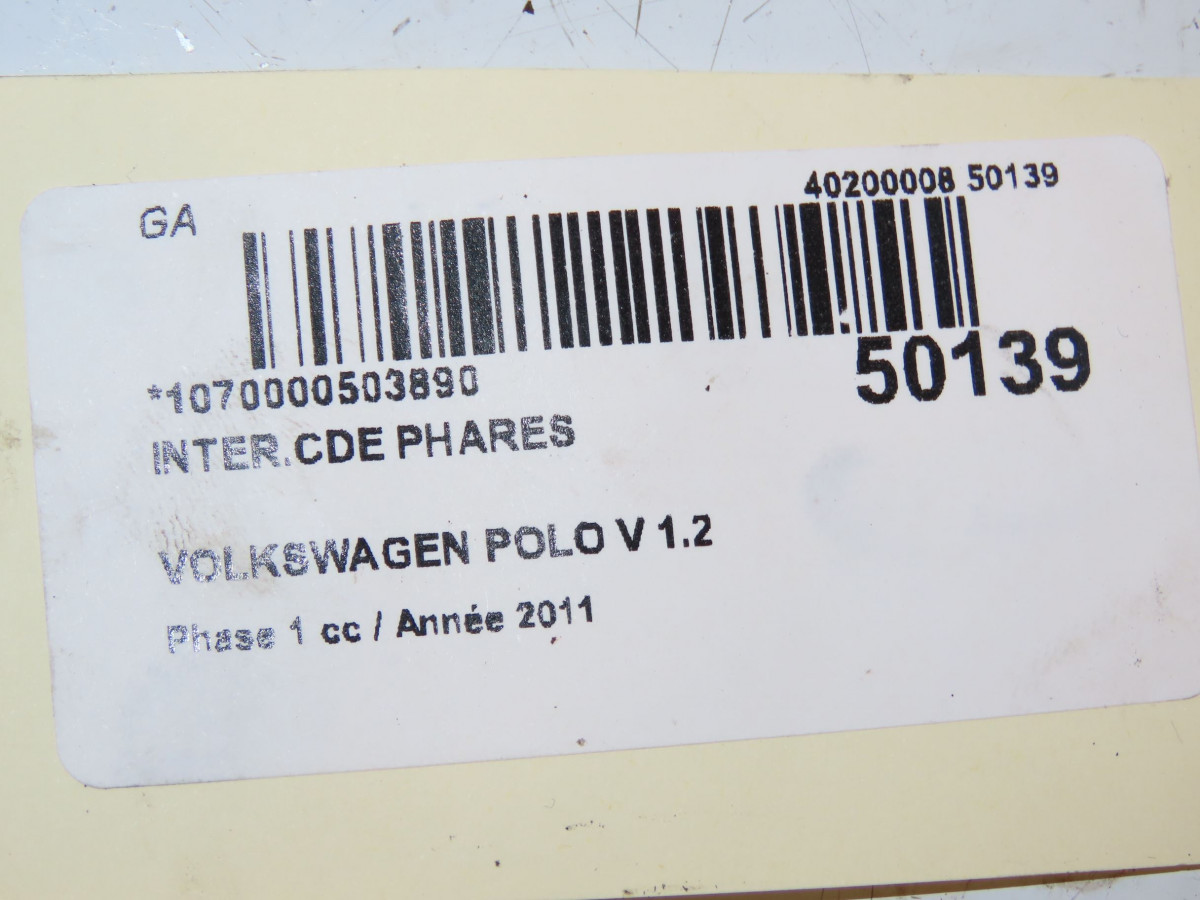 GA
40200008 50139
50139
*1070000503890
INTER.CDE PHARES
VOLKSWAGEN POLO V 1.2
Phase 1 cc / Année 2011